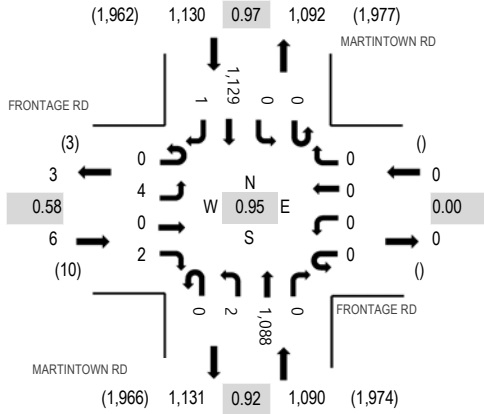 (1,962) 1,130 0.97 1,092 (1,977)
MARTINTOWN RD
1 1,129 0 0
FRONTAGE RD
(3) ()
0 0
3 0
4 N 0
0.58 W 0.95 E 0.00
0 S 0
6 0
2 0
(10) ()
0 2 1,088 0
FRONTAGE RD
MARTINTOWN RD
(1,966) 1,131 0.92 1,090 (1,974)